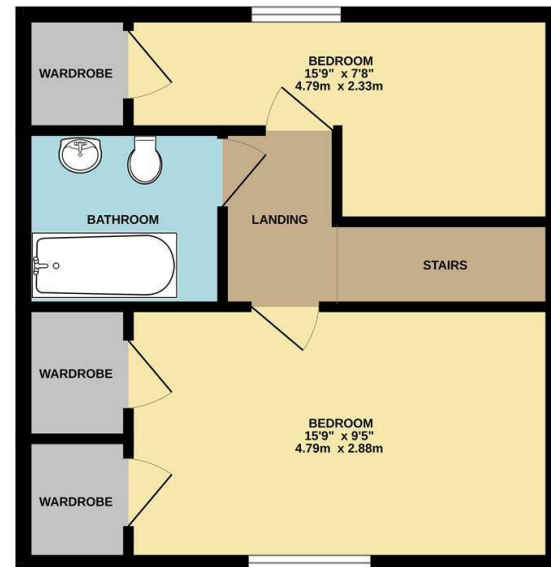 WARDROBE
BEDROOM
15'9" x 7'8"
4.79m x 2.33m
BATHROOM
LANDING
STAIRS
WARDROBE
BEDROOM
15'9" x 9'5"
4.79m x 2.88m
WARDROBE